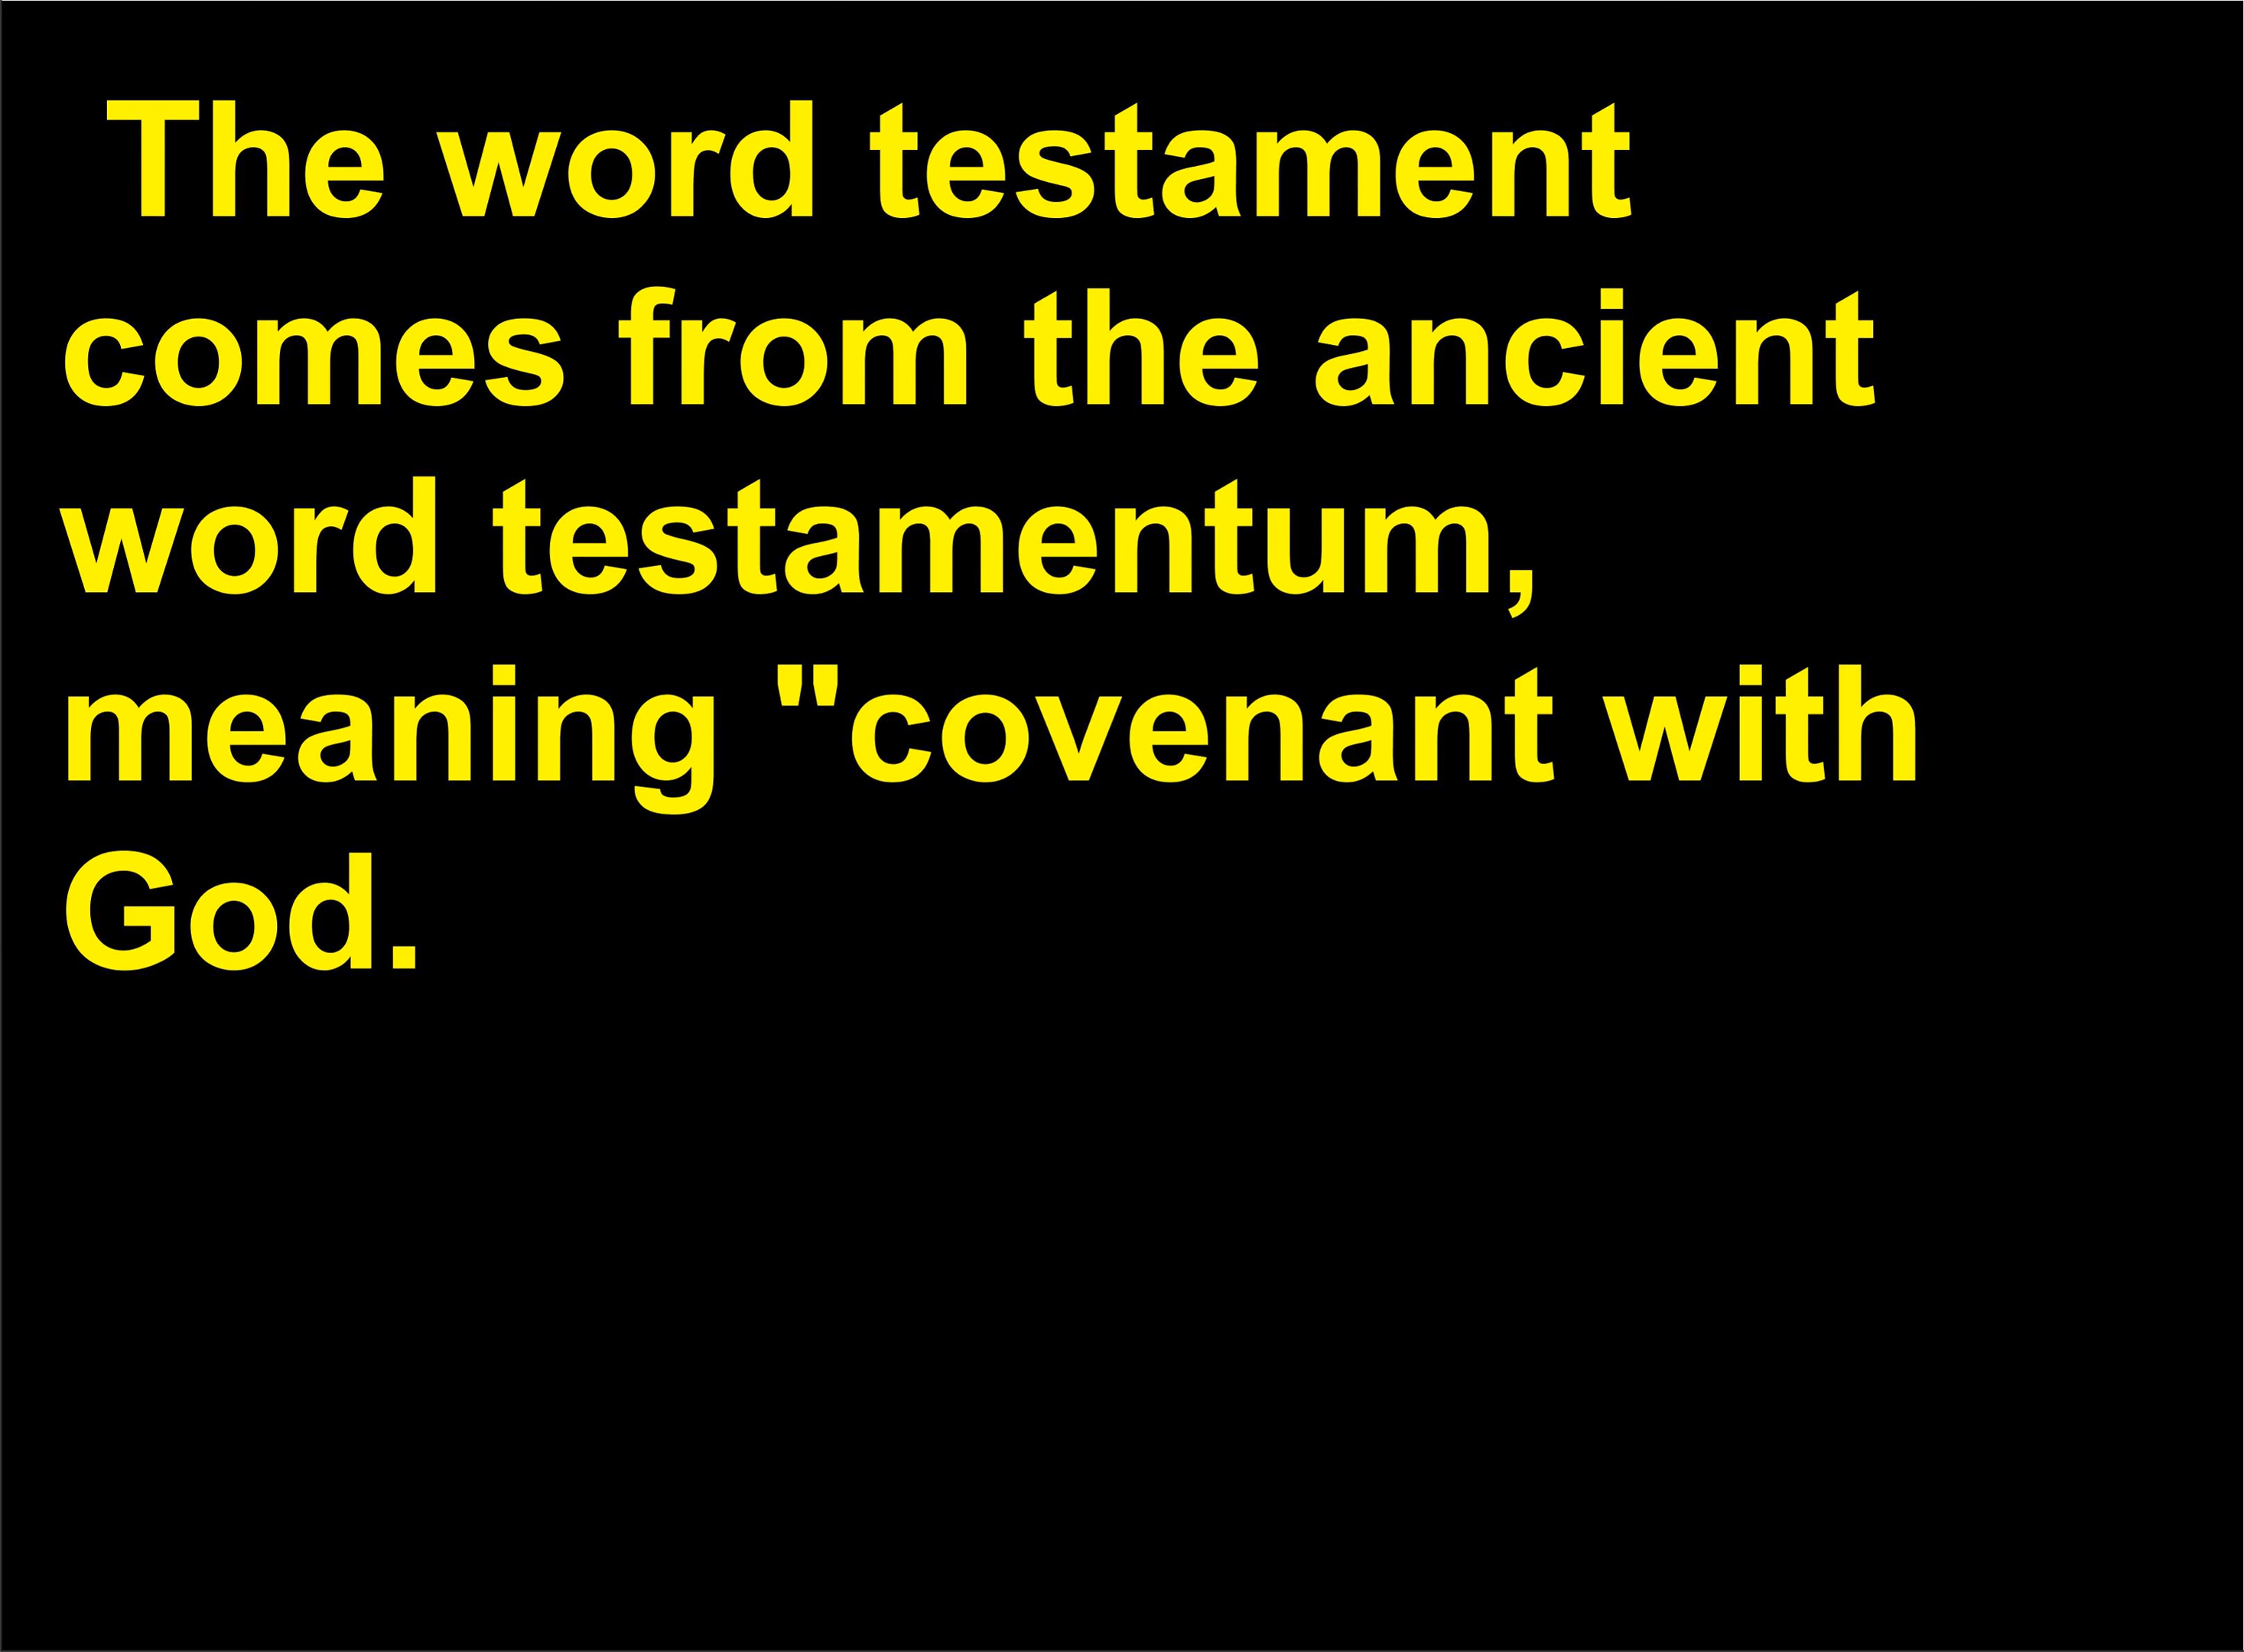 The word testament
comes from the ancient
word testamentum,
meaning "covenant with
God.